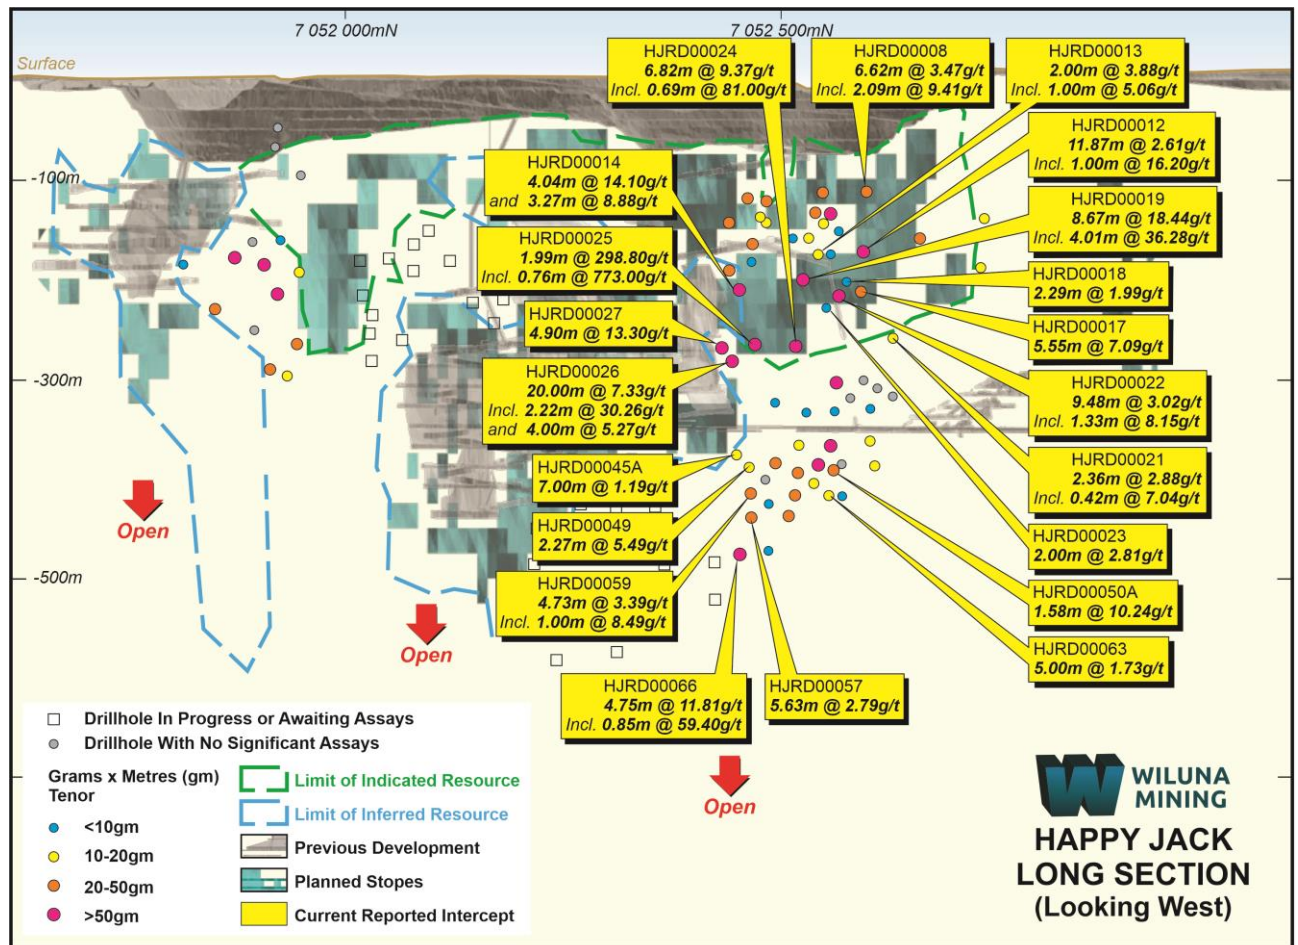 7 052 000mN
7 052 500mN
Surface
-100m
-300m
-500m
HJRD00024
6.82m @ 9.37g/t
Incl. 0.69m @ 81.00g/t
HJRD00008
6.62m @ 3.47g/t
Incl. 2.09m @ 9.41g/t
HJRD00013
2.00m @ 3.88g/t
Incl. 1.00m @ 5.06g/t
HJRD00012
11.87m @ 2.61g/t
Incl. 1.00m @ 16.20g/t
HJRD00014
4.04m @ 14.10g/t
and 3.27m @ 8.88g/t
HJRD00019
8.67m @ 18.44g/t
Incl. 4.01m @ 36.28g/t
HJRD00025
1.99m @ 298.80g/t
Incl. 0.76m @ 773.00g/t
HJRD00018
2.29m @ 1.99g/t
HJRD00027
4.90m @ 13.30g/t
HJRD00017
5.55m @ 7.09g/t
HJRD00026
20.00m @ 7.33g/t
Incl. 2.22m @ 30.26g/t
and 4.00m @ 5.27g/t
HJRD00022
9.48m @ 3.02g/t
Incl. 1.33m @ 8.15g/t
HJRD00045A
7.00m @ 1.19g/t
HJRD00021
2.36m @ 2.88g/t
Incl. 0.42m @ 7.04g/t
HJRD00049
2.27m @ 5.49g/t
HJRD00023
2.00m @ 2.81g/t
HJRD00059
4.73m @ 3.39g/t
Incl. 1.00m @ 8.49g/t
HJRD00050A
1.58m @ 10.24g/t
HJRD00063
5.00m @ 1.73g/t
HJRD00066
4.75m @ 11.81g/t
Incl. 0.85m @ 59.40g/t
HJRD00057
5.63m @ 2.79g/t
Open
Open
Open
Drillhole In Progress or Awaiting Assays
Drillhole With No Significant Assays
Grams x Metres (gm)
Tenor
<10gm
10-20gm
20-50gm
>50gm
Limit of Indicated Resource
Limit of Inferred Resource
Previous Development
Planned Stopes
Current Reported Intercept
WILUNA
MINING
HAPPY JACK
LONG SECTION
(Looking West)